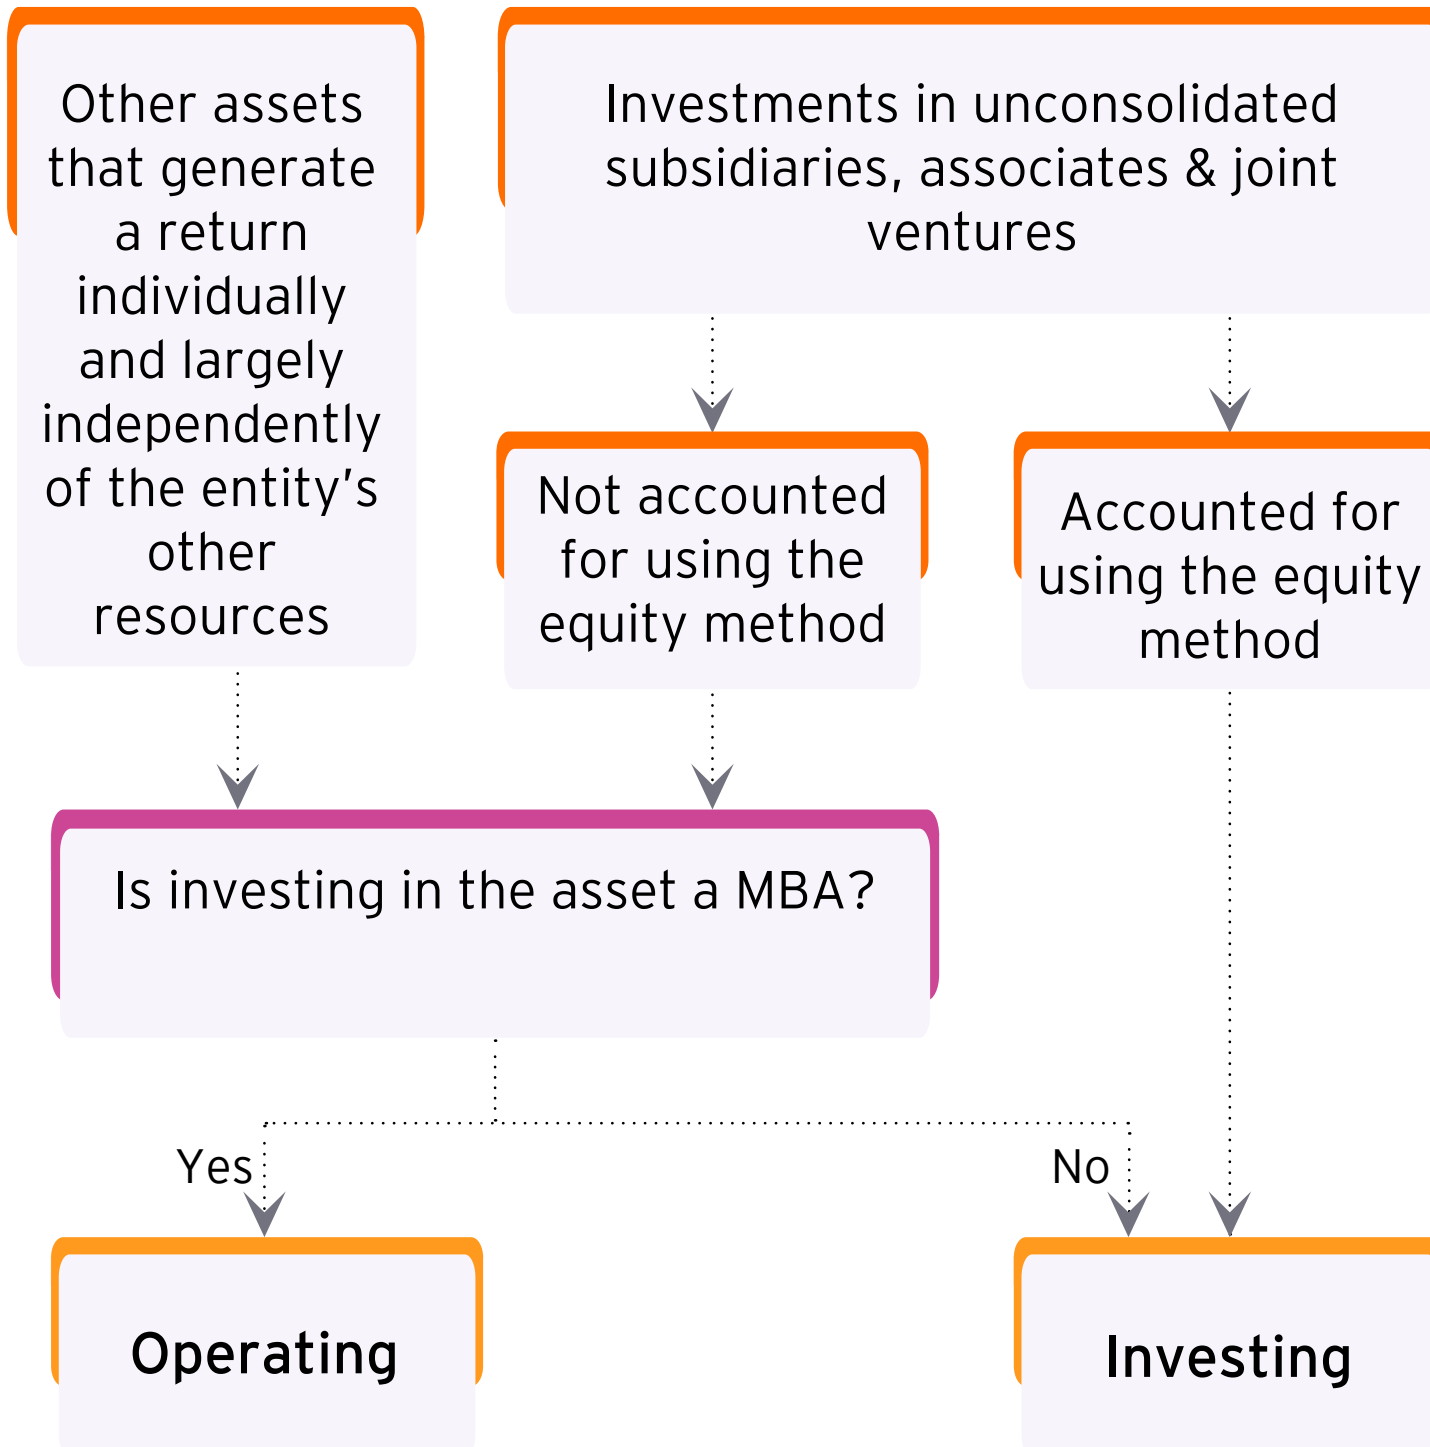 Other assets
that generate
a return
individually
and largely
independently
of the entity’s
other
resources
Investments in unconsolidated
subsidiaries, associates & joint
ventures
Not accounted
for using the
equity method
Accounted for
using the equity
method
Is investing in the asset a MBA?
Yes
No
Operating
Investing